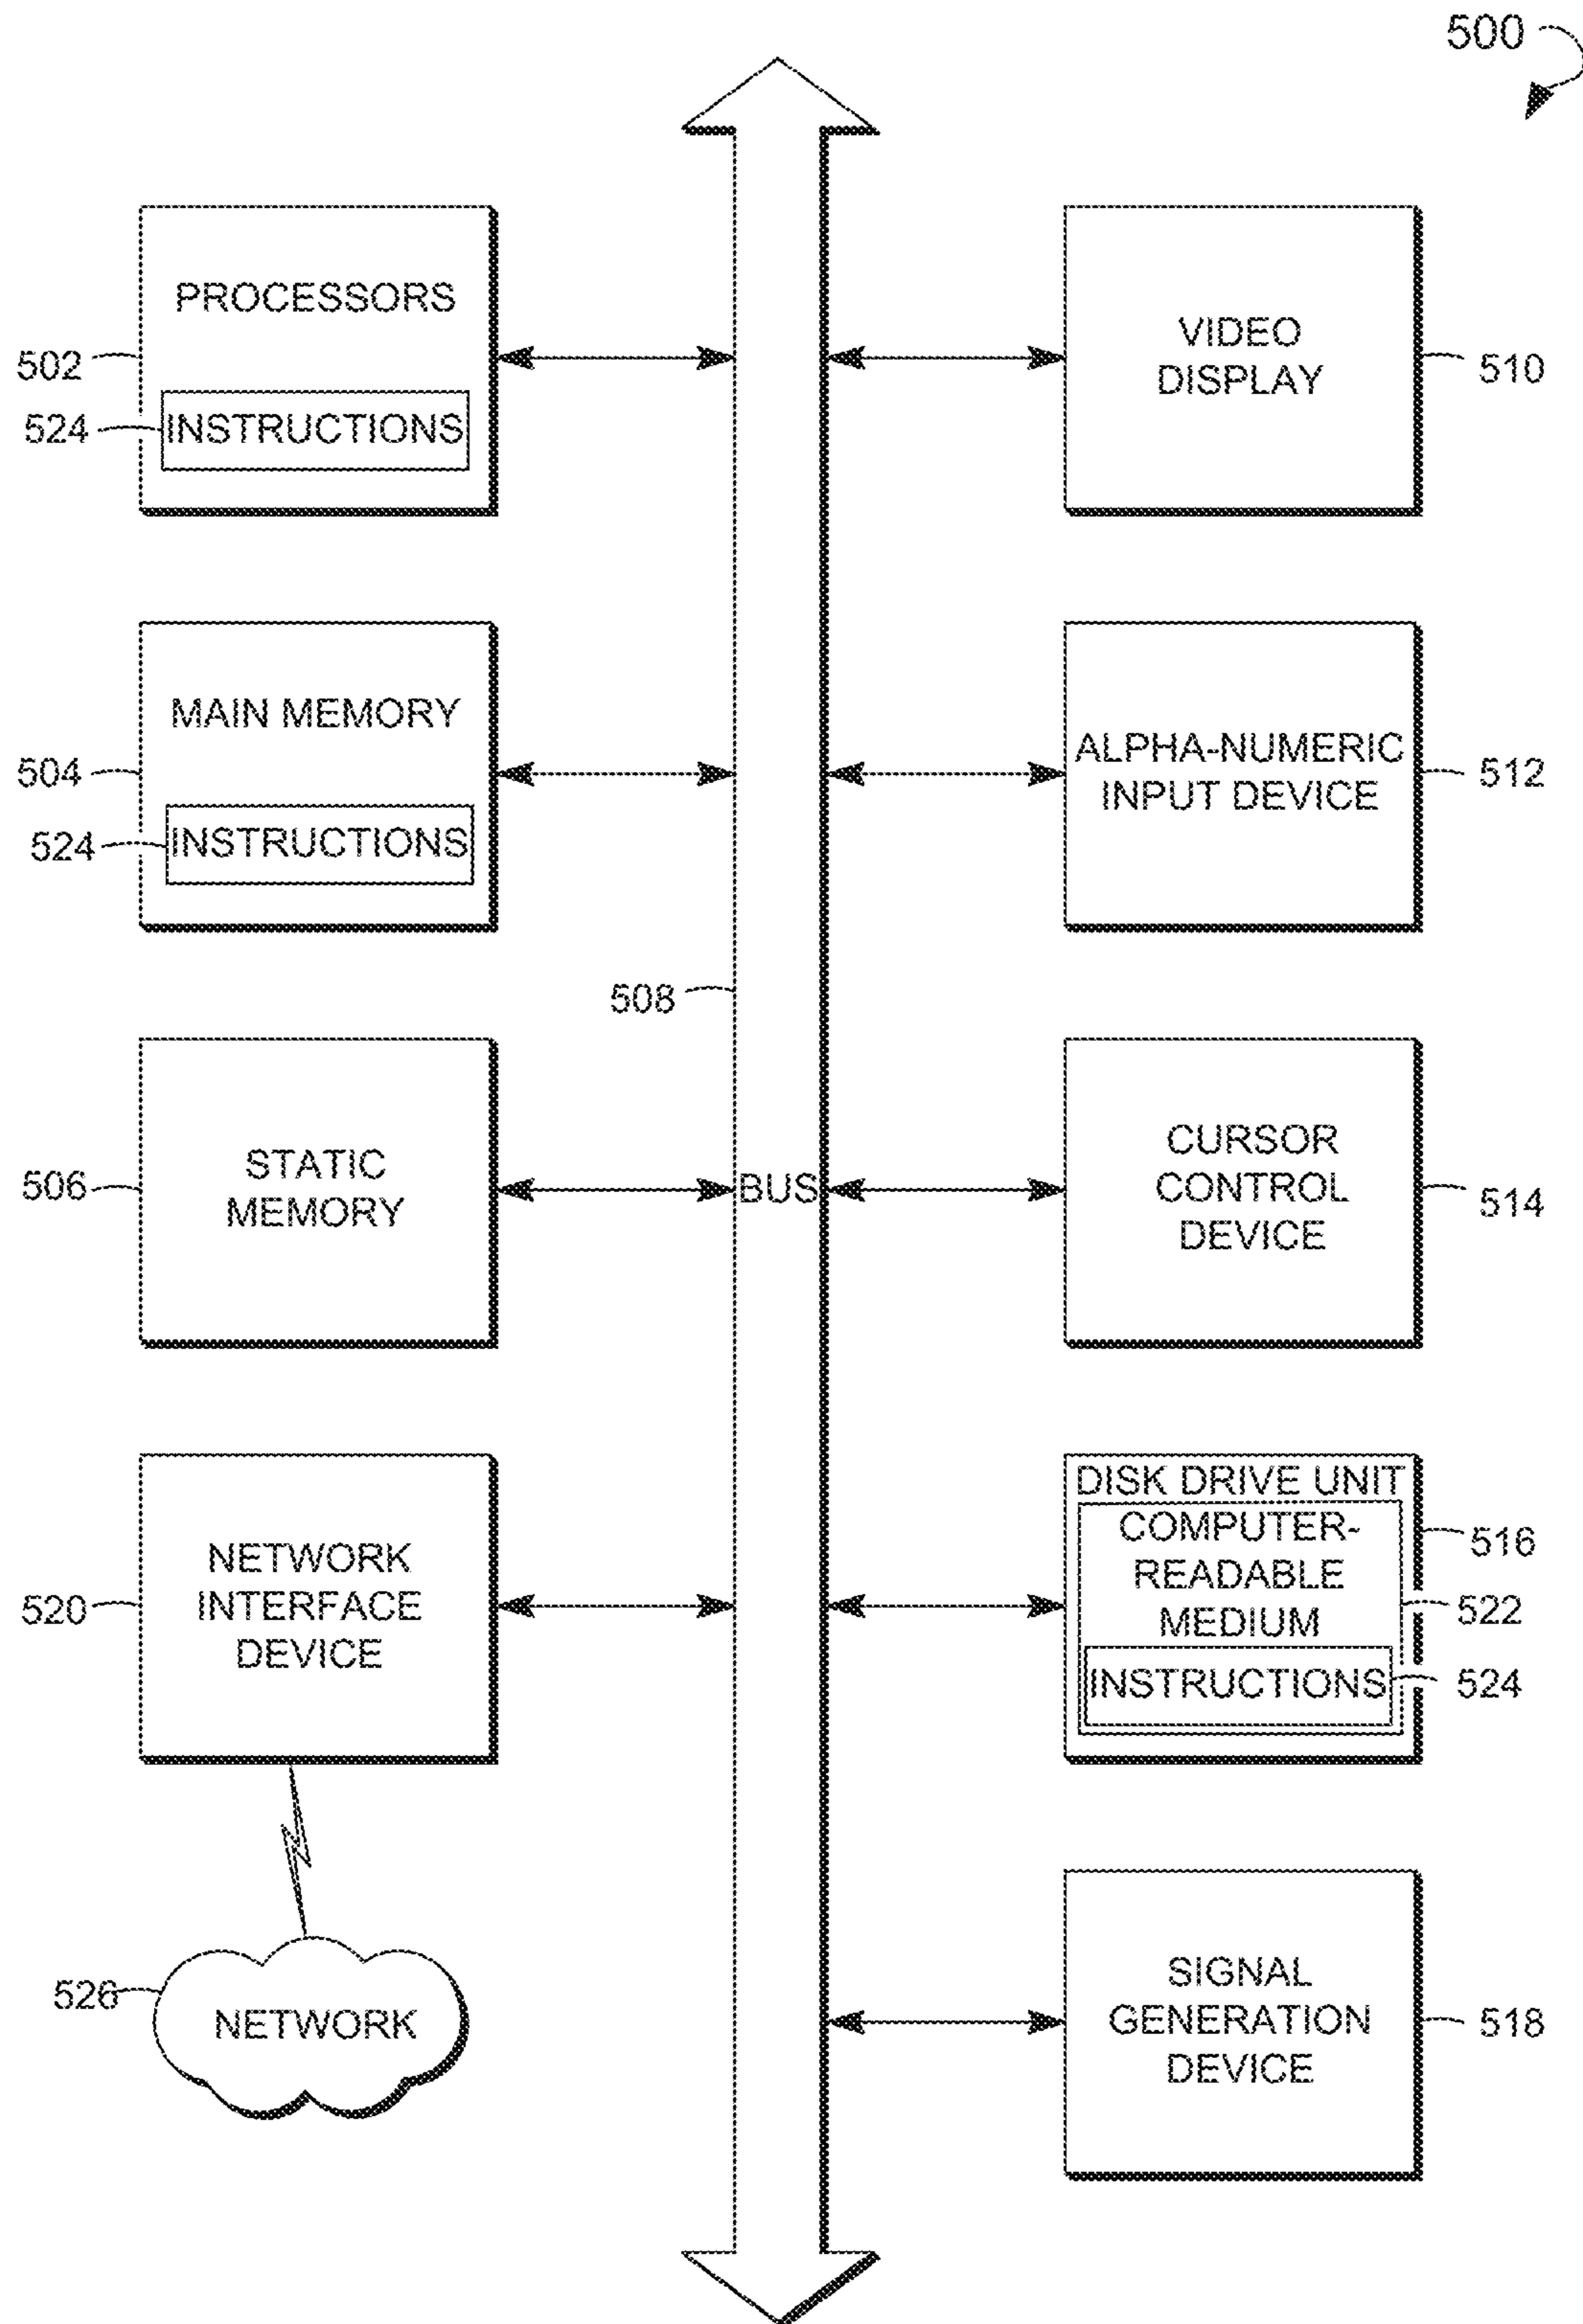 500
PROCESSORS
502
524
INSTRUCTIONS
VIDEO
DISPLAY
510
MAIN MEMORY
504
524
INSTRUCTIONS
ALPHA-NUMERIC
INPUT DEVICE
512
508
STATIC
MEMORY
506
BUS
CURSOR
CONTROL
DEVICE
514
NETWORK
INTERFACE
DEVICE
520
DISK DRIVE UNIT
COMPUTER-
READABLE
MEDIUM
INSTRUCTIONS
516
522
524
526
NETWORK
SIGNAL
GENERATION
DEVICE
518